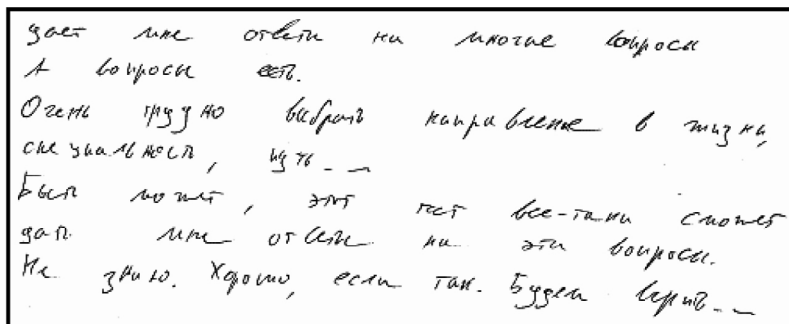 дает мне ответы на многие вопросы
А вопросы есть.
Очень трудно выбрать направление в жизни,
специальность, путь...
Быть может, этот тест все-таки сможет
дать мне ответы на эти вопросы.
Не знаю. Хорошо, если так. Будем верить...